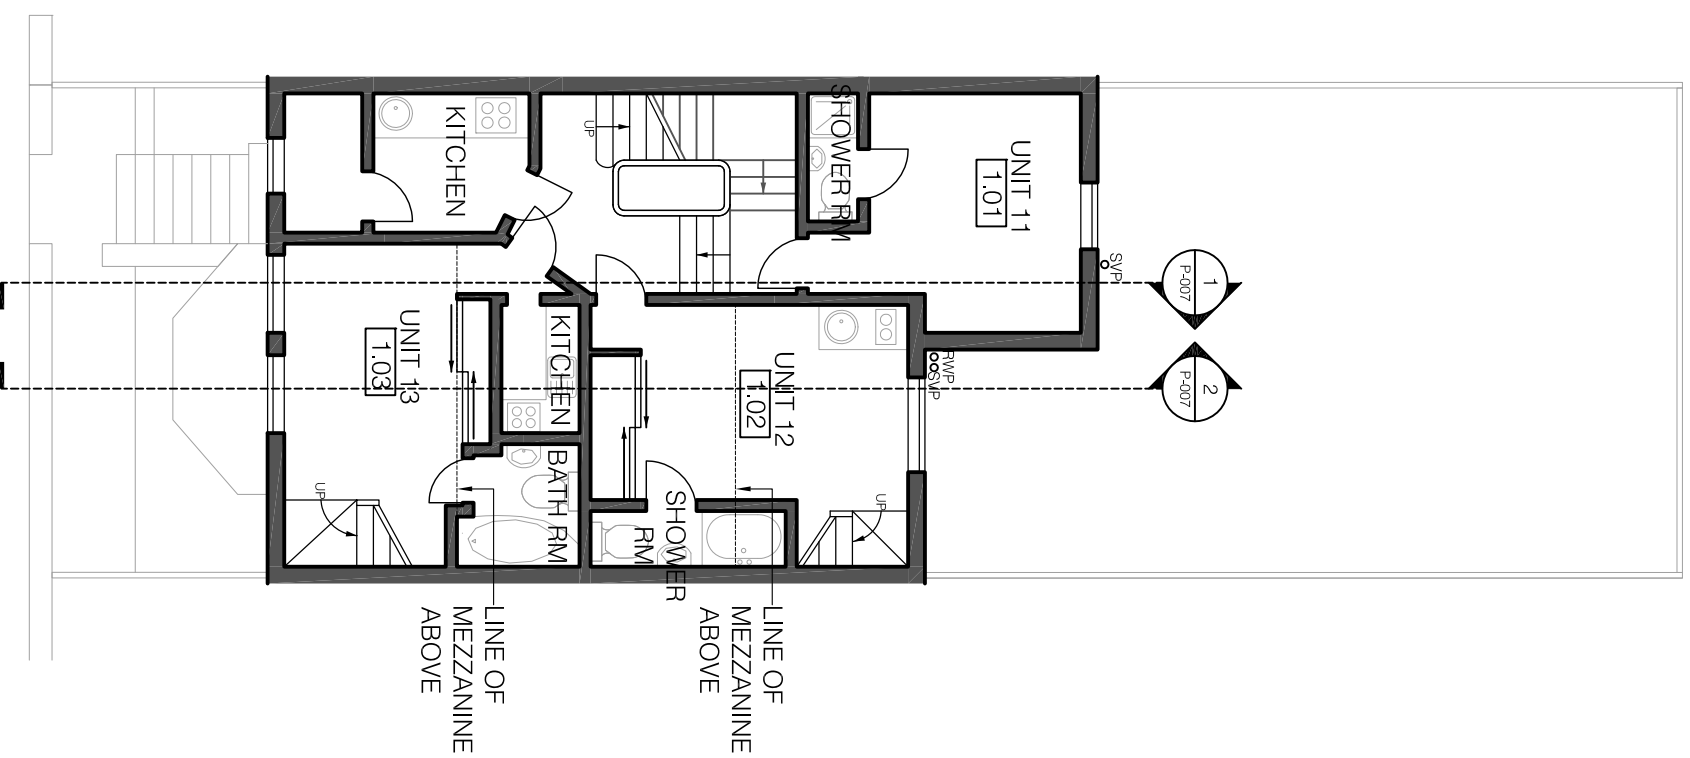 KITCHEN
UP
SHOWER RM
UNIT 11
1.01
SVP
1
P-007
2
P-007
RWP
SVP
UNIT 13
1.03
KITCHEN
UNIT 12
1.02
BATH RM
SHOWER
RM
UP
UP
LINE OF
MEZZANINE
ABOVE
LINE OF
MEZZANINE
ABOVE